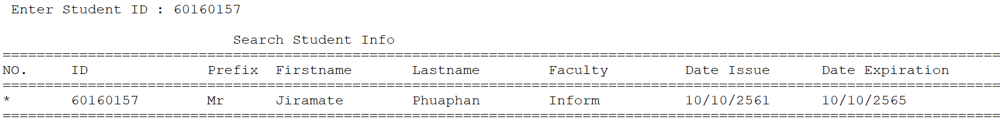 Enter Student ID : 60160157
Search Student Info
=====================================================================================================================
NO. ID Prefix Firstname Lastname Faculty Date Issue Date Expiration
=====================================================================================================================
* 60160157 Mr Jiramate Phuaphan Inform 10/10/2561 10/10/2565
=====================================================================================================================